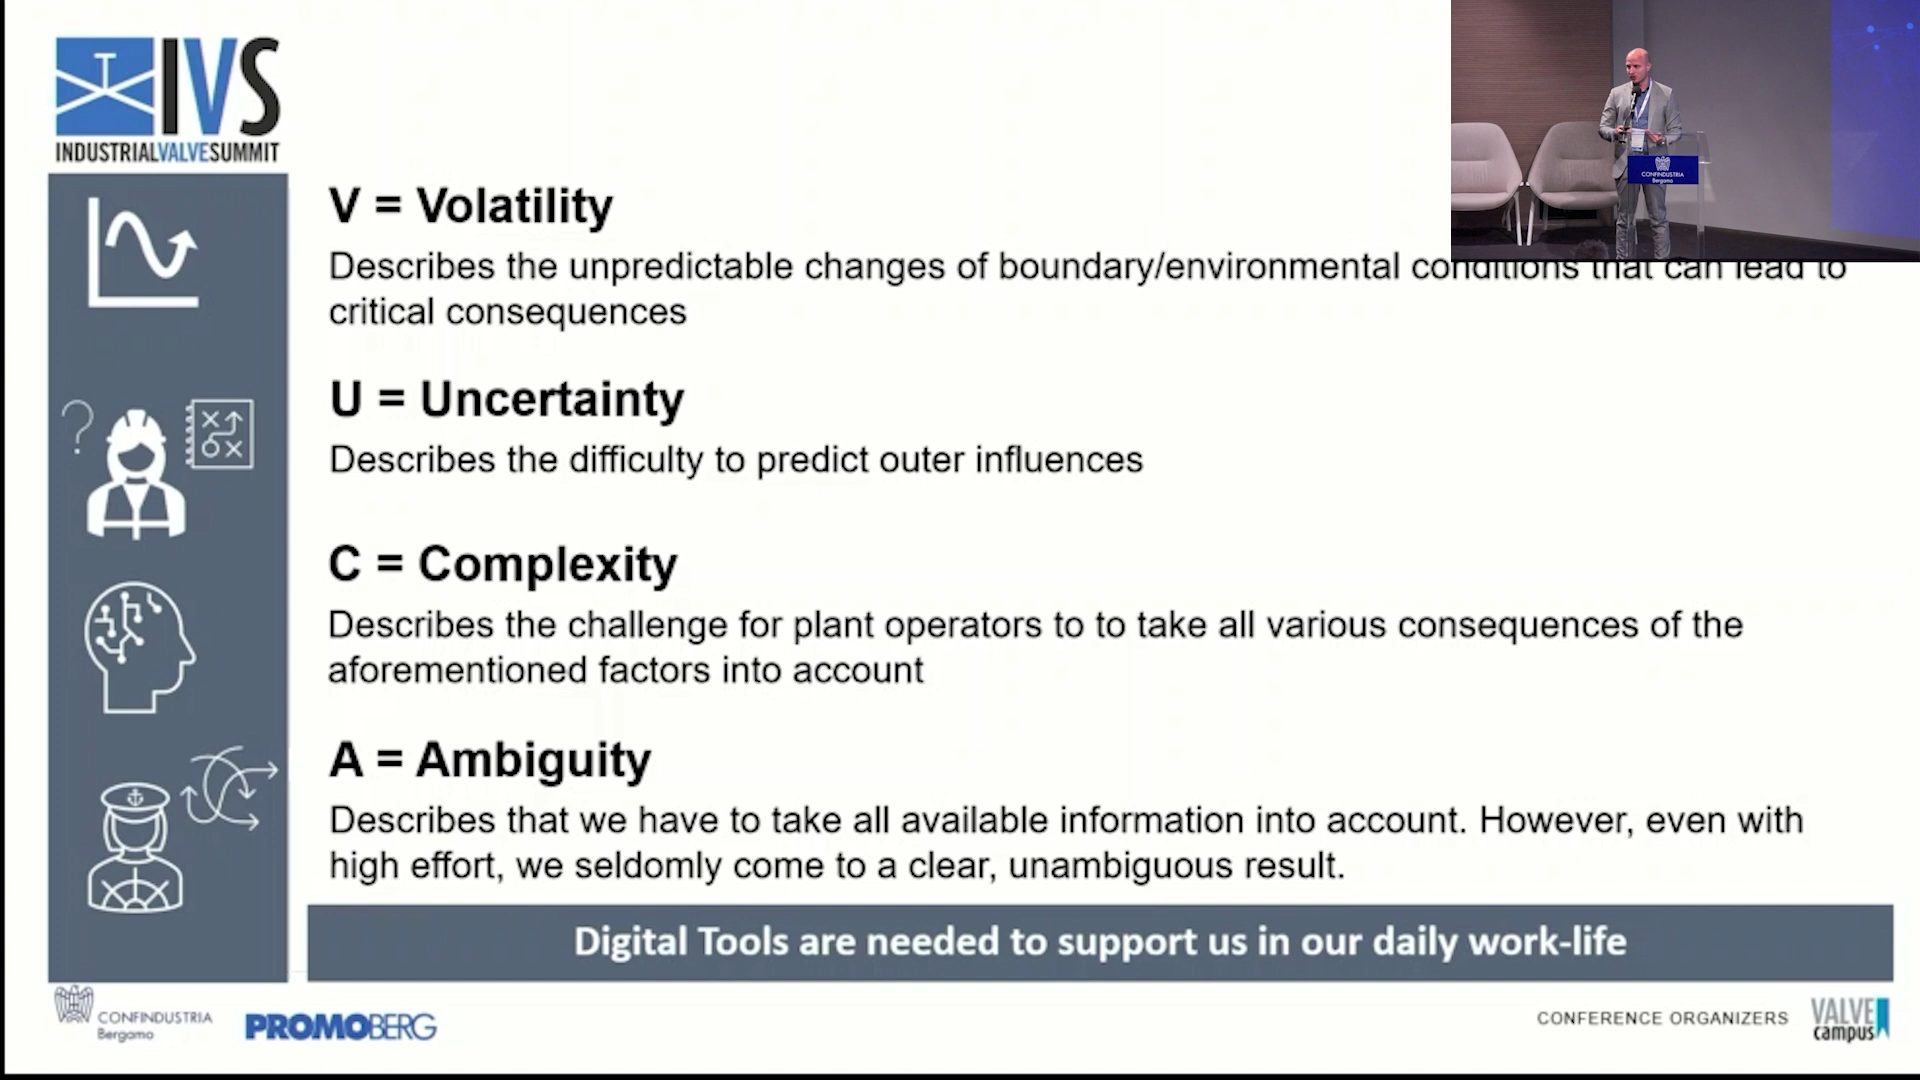 IVS
INDUSTRIALVALVESUMMIT
CONFINDUSTRIA
Bergamo
V = Volatility
Describes the unpredictable changes of boundary/environmental conditions that can lead to
critical consequences
U = Uncertainty
Describes the difficulty to predict outer influences
C = Complexity
Describes the challenge for plant operators to to take all various consequences of the
aforementioned factors into account
A = Ambiguity
Describes that we have to take all available information into account. However, even with
high effort, we seldomly come to a clear, unambiguous result.
Digital Tools are needed to support us in our daily work-life
CONFINDUSTRIA
Bergamo
PROMOBERG
CONFERENCE ORGANIZERS
VALVE
campus